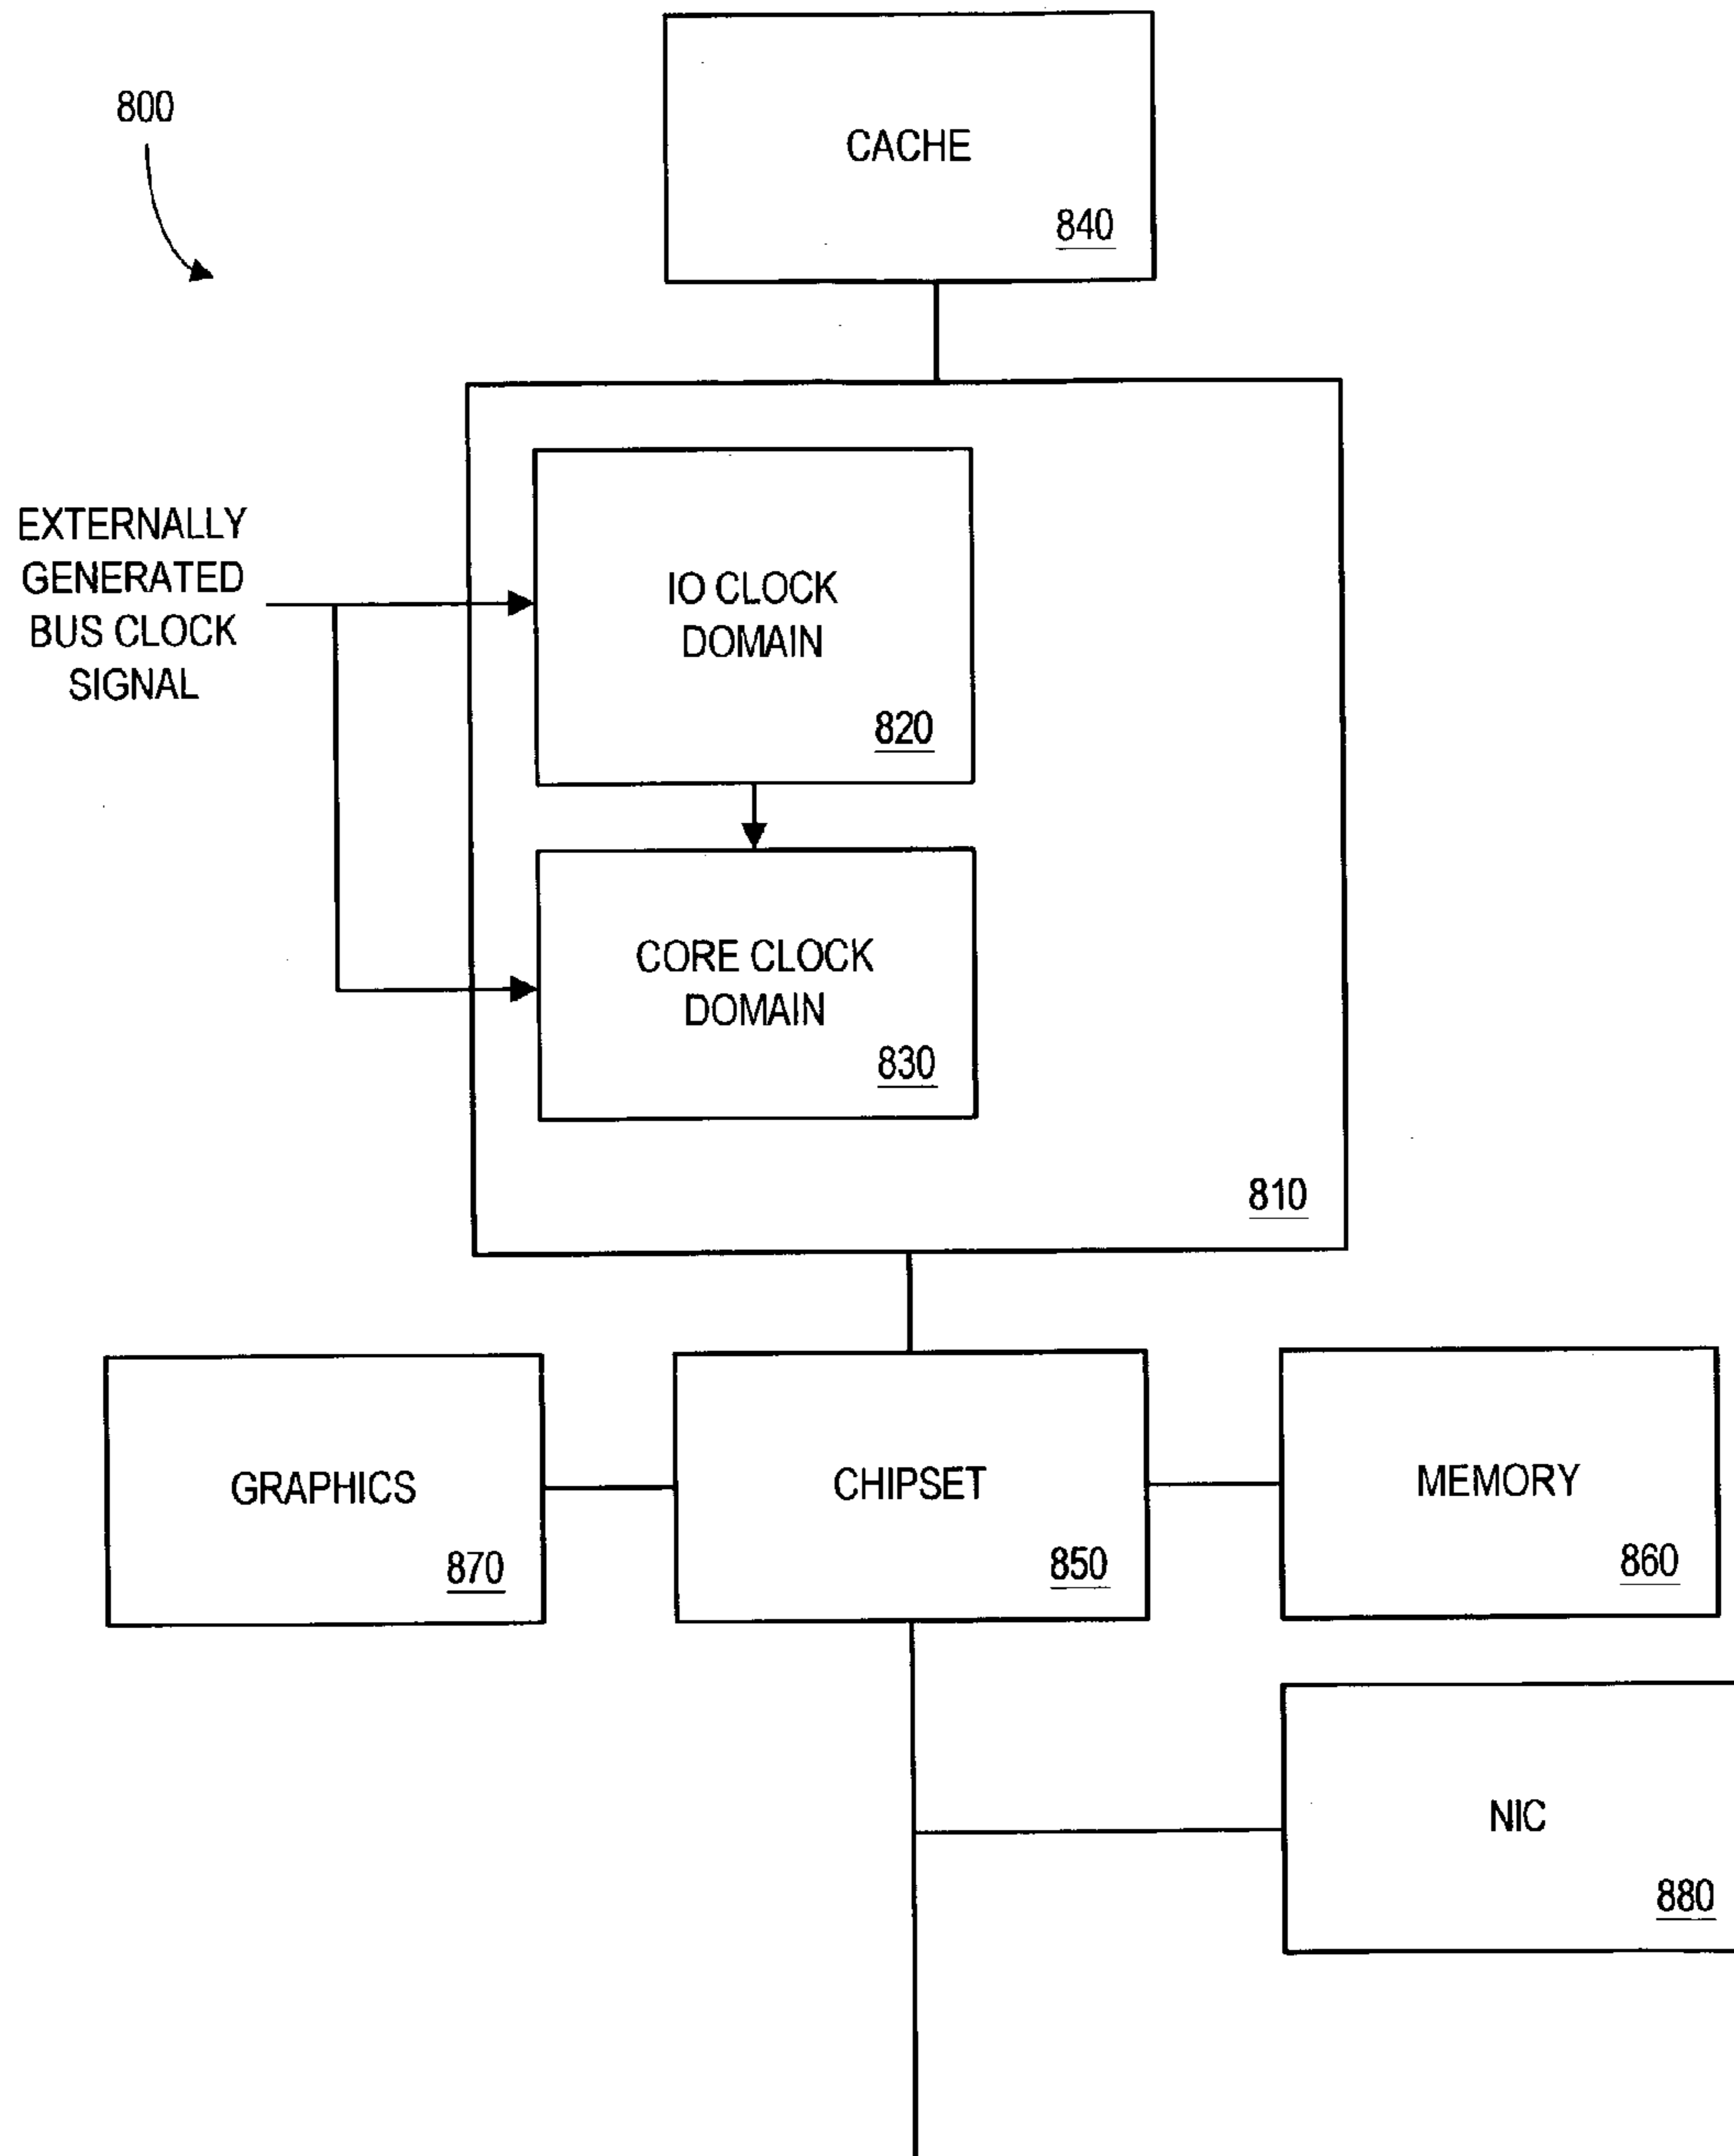 800
CACHE
840
EXTERNALLY
GENERATED
BUS CLOCK
SIGNAL
IO CLOCK
DOMAIN
820
CORE CLOCK
DOMAIN
830
810
GRAPHICS
870
CHIPSET
850
MEMORY
860
NIC
880